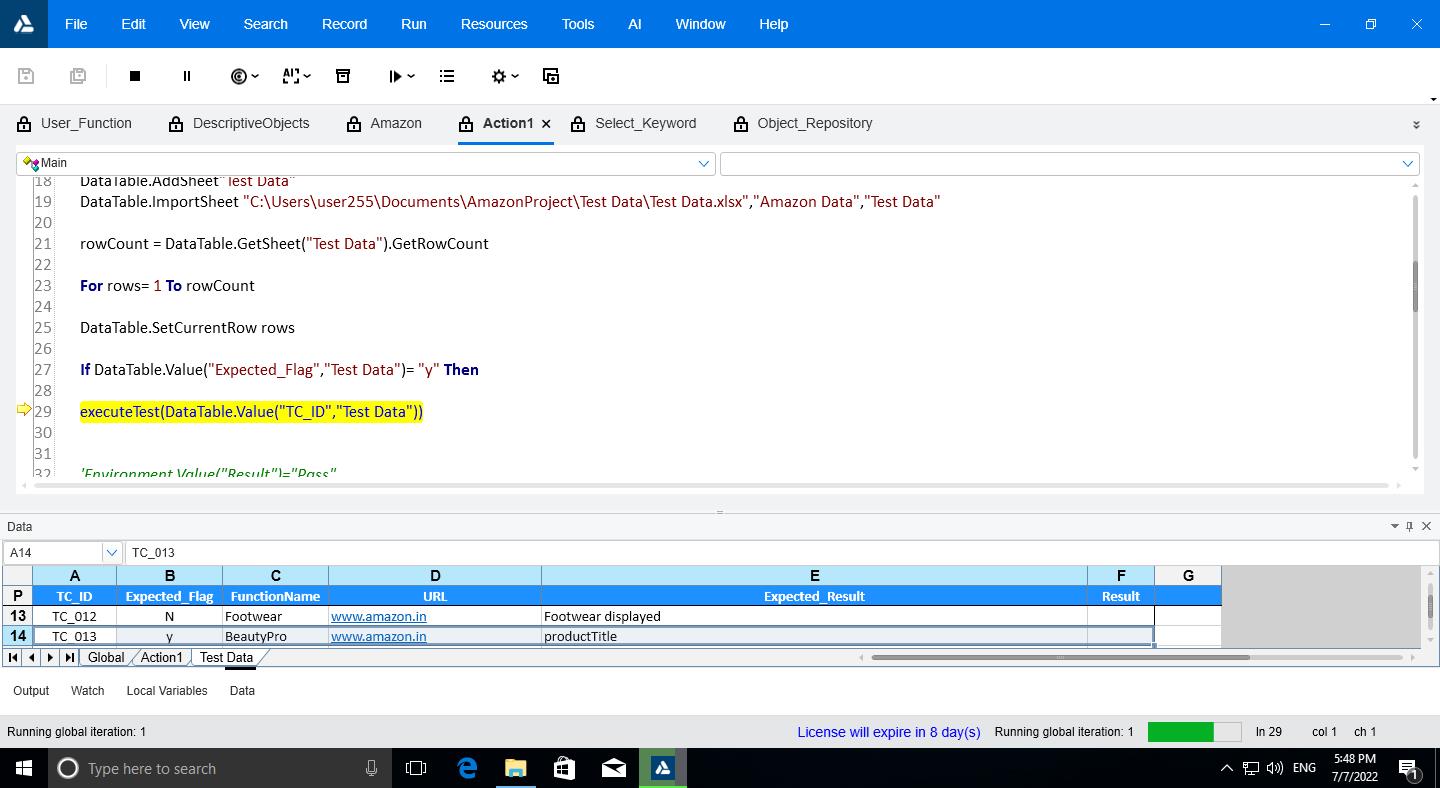 File Edit View Search Record Run Resources Tools AI Window Help
User_Function DescriptiveObjects Amazon Action1 Select_Keyword Object_Repository
Main
18 DataTable.AddSheet"Test Data"
19 DataTable.ImportSheet "C:\Users\user255\Documents\AmazonProject\Test Data\Test Data.xlsx","Amazon Data","Test Data"
20
21 rowCount = DataTable.GetSheet("Test Data").GetRowCount
22
23 For rows= 1 To rowCount
24
25 DataTable.SetCurrentRow rows
26
27 If DataTable.Value("Expected_Flag","Test Data")= "y" Then
28
29 executeTest(DataTable.Value("TC_ID","Test Data"))
30
31
32 'Environment.Value("Result")="Pass"
Data
A14 TC_013
A B C D E F G
P TC_ID Expected_Flag FunctionName URL Expected_Result Result
13 TC_012 N Footwear www.amazon.in Footwear displayed
14 TC_013 y BeautyPro www.amazon.in productTitle
Global Action1 Test Data
Output Watch Local Variables Data
Running global iteration: 1 License will expire in 8 day(s) Running global iteration: 1 ln 29 col 1 ch 1
Type here to search ENG 5:48 PM 1
7/7/2022